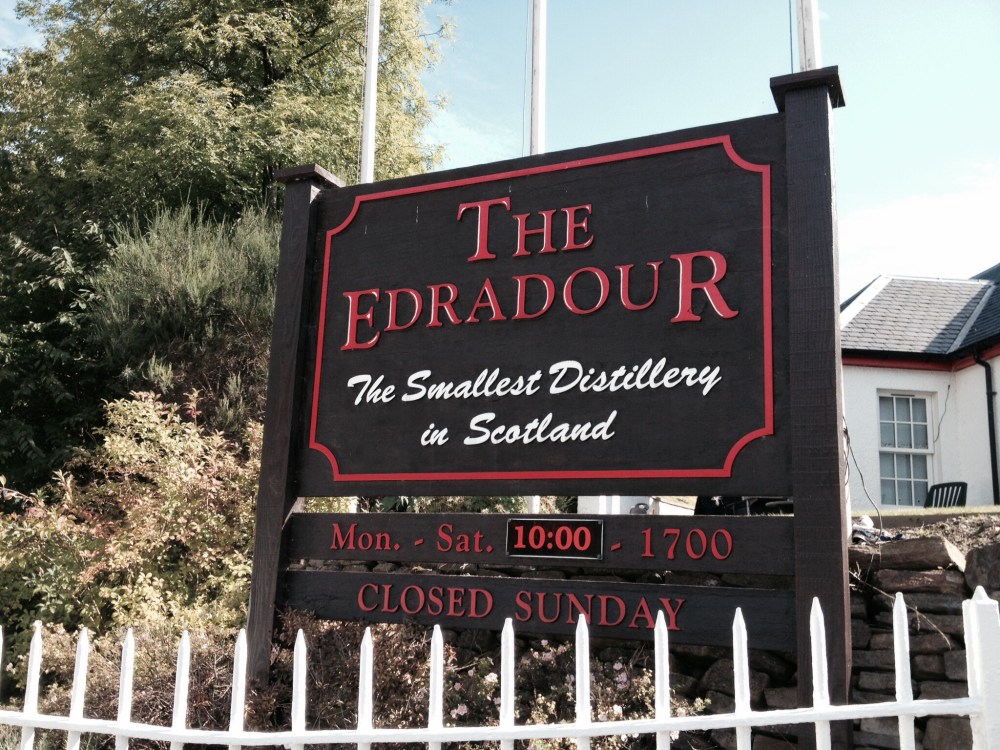 THE
EDRADOUR
The Smallest Distillery
in Scotland
Mon. - Sat. 10:00 - 1700
CLOSED SUNDAY